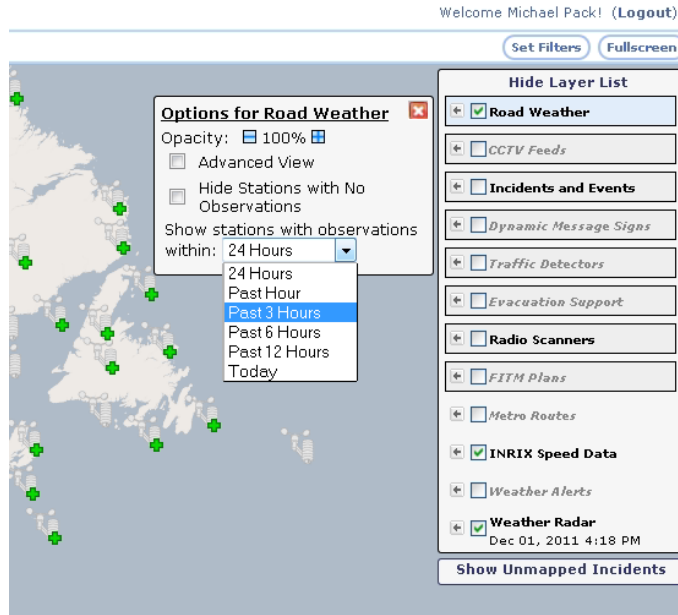 Welcome Michael Pack! (Logout)
Set Filters Fullscreen
Hide Layer List
Options for Road Weather
Opacity: 100%
Advanced View
Hide Stations with No
Observations
Show stations with observations
within: 24 Hours
24 Hours
Past Hour
Past 3 Hours
Past 6 Hours
Past 12 Hours
Today
Road Weather
CCTV Feeds
Incidents and Events
Dynamic Message Signs
Traffic Detectors
Evacuation Support
Radio Scanners
FITM Plans
Metro Routes
INRIX Speed Data
Weather Alerts
Weather Radar
Dec 01, 2011 4:18 PM
Show Unmapped Incidents